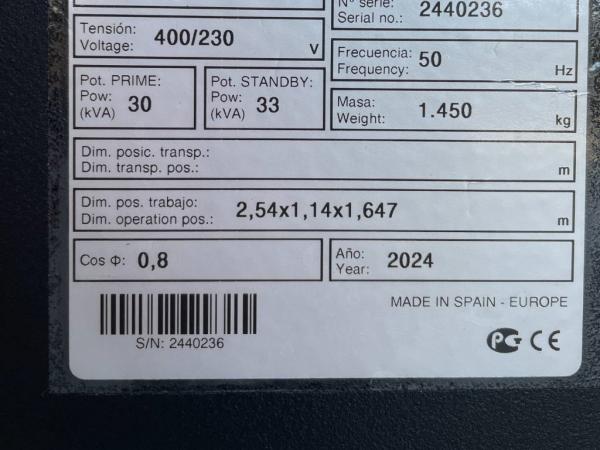 Nº serie:
Serial no.: 2440236
Tensión:
Voltage: 400/230 V
Frecuencia:
Frequency: 50 Hz
Pot. PRIME:
Pow:
(kVA) 30
Pot. STANDBY:
Pow:
(kVA) 33
Masa:
Weight: 1.450 kg
Dim. posic. transp.:
Dim. transp. pos.: m
Dim. pos. trabajo:
Dim. operation pos.: 2,54x1,14x1,647 m
Cos Φ: 0,8
Año:
Year: 2024
MADE IN SPAIN - EUROPE
S/N: 2440236
PG CE